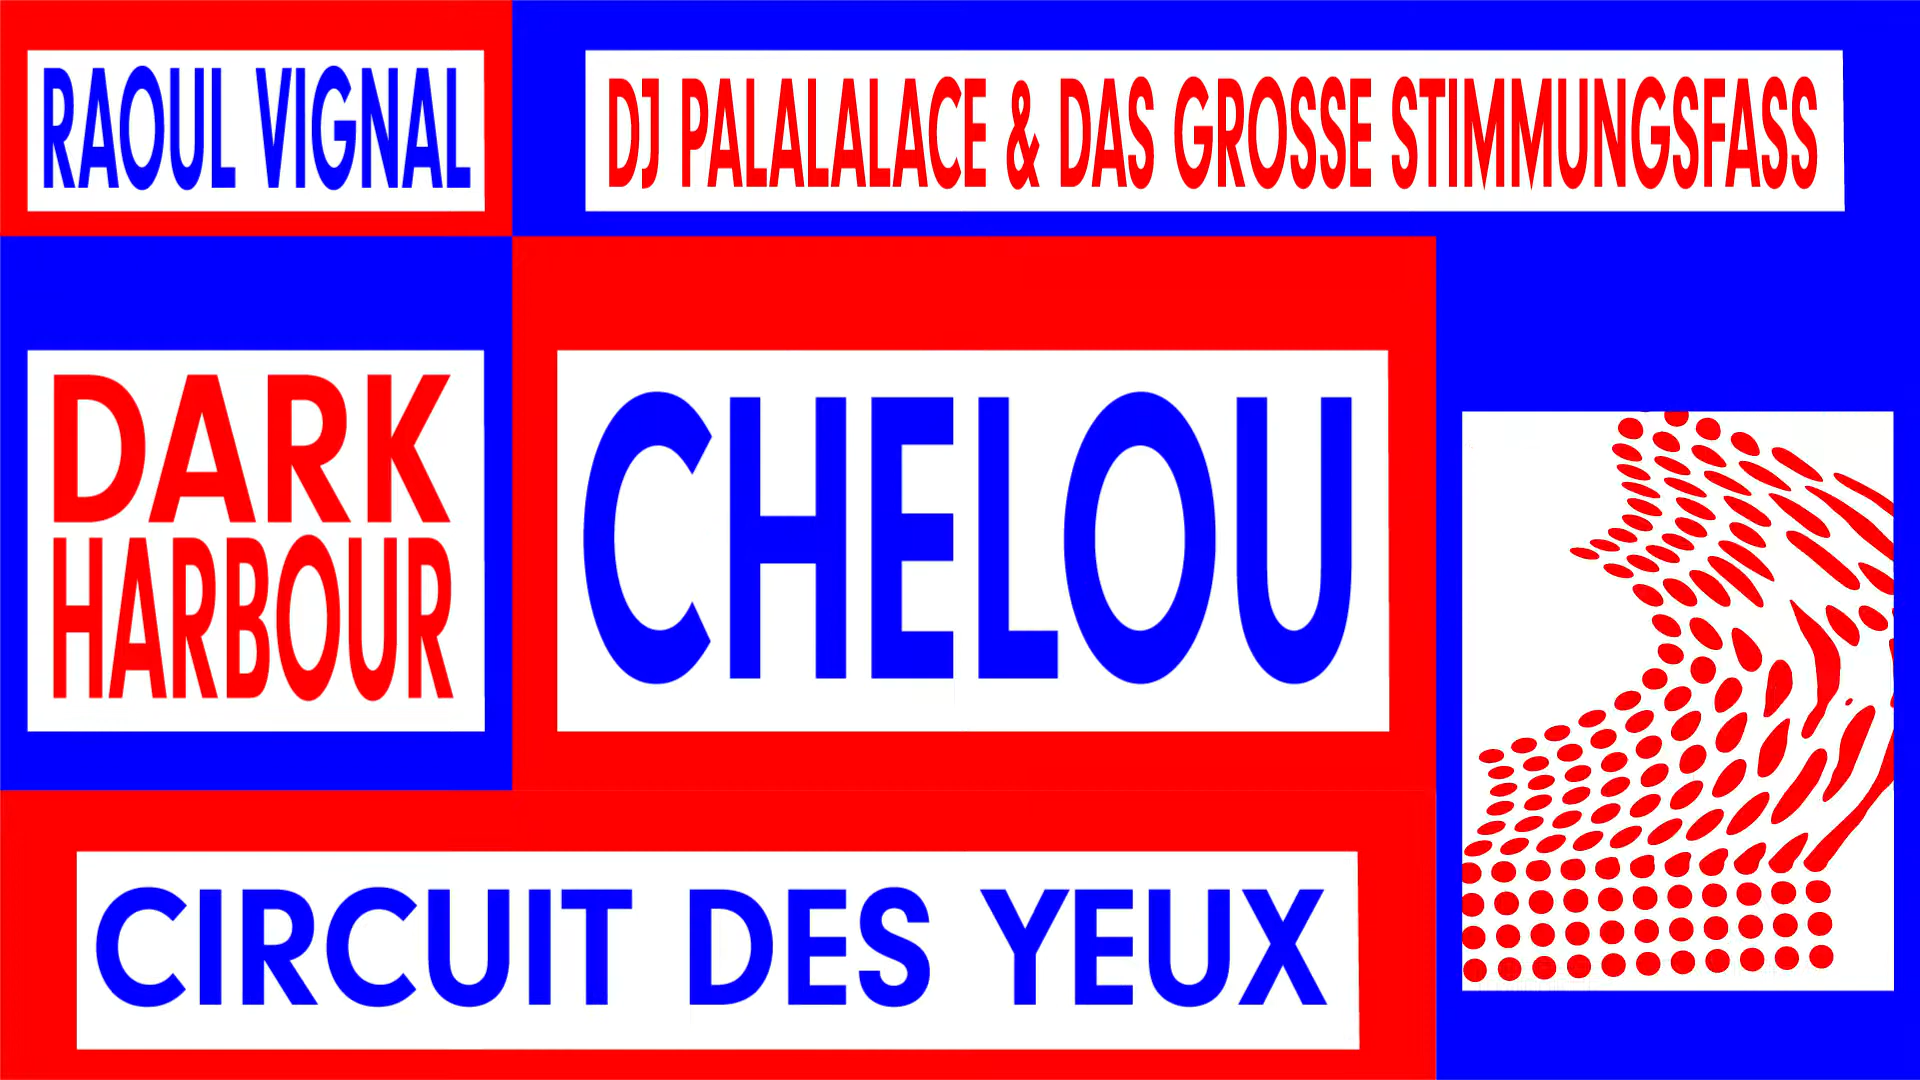 RAOUL VIGNAL
DJ PALALALACE & DAS GROSSE STIMMUNGSFASS
DARK
HARBOUR
CHELOU
CIRCUIT DES YEUX